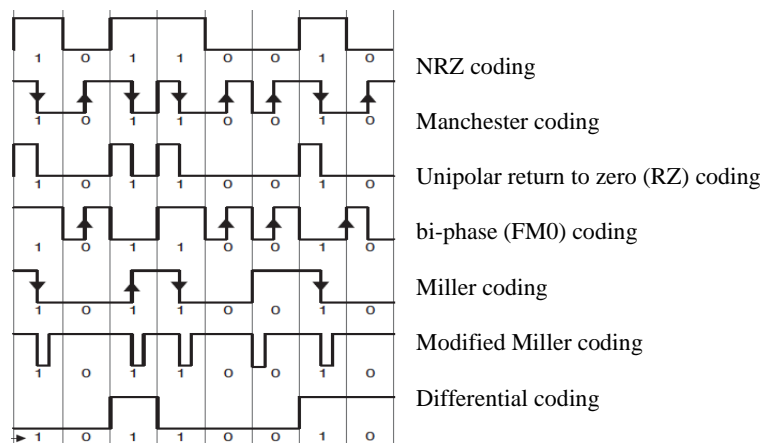 1 0 1 1 0 0 1 0
NRZ coding
1 0 1 1 0 0 1 0
Manchester coding
1 0 1 1 0 0 1 0
Unipolar return to zero (RZ) coding
1 0 1 1 0 0 1 0
bi-phase (FM0) coding
1 0 1 1 0 0 1 0
Miller coding
1 0 1 1 0 0 1 0
Modified Miller coding
1 0 1 1 0 0 1 0
Differential coding